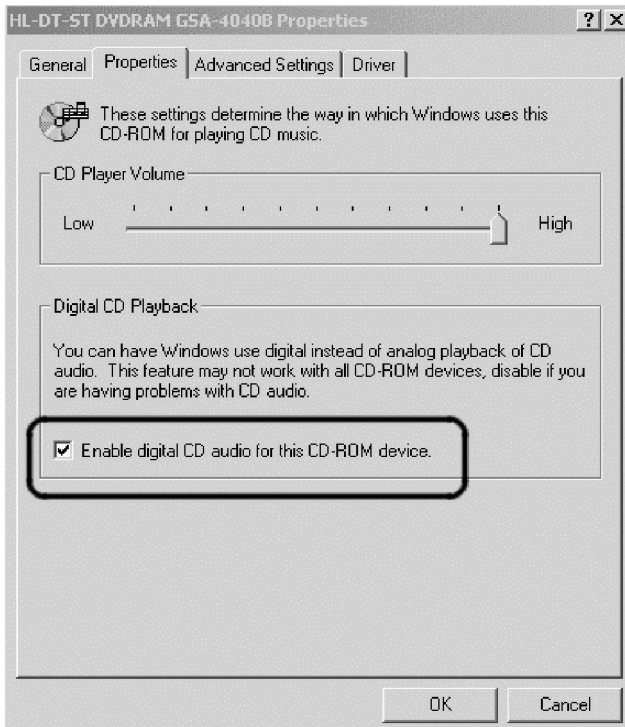 HL-DT-ST DVDRAM GSA-4040B Properties
General Properties Advanced Settings Driver
These settings determine the way in which Windows uses this
CD-ROM for playing CD music.
CD Player Volume
Low High
Digital CD Playback
You can have Windows use digital instead of analog playback of CD
audio. This feature may not work with all CD-ROM devices, disable if you
are having problems with CD audio.
Enable digital CD audio for this CD-ROM device.
OK Cancel